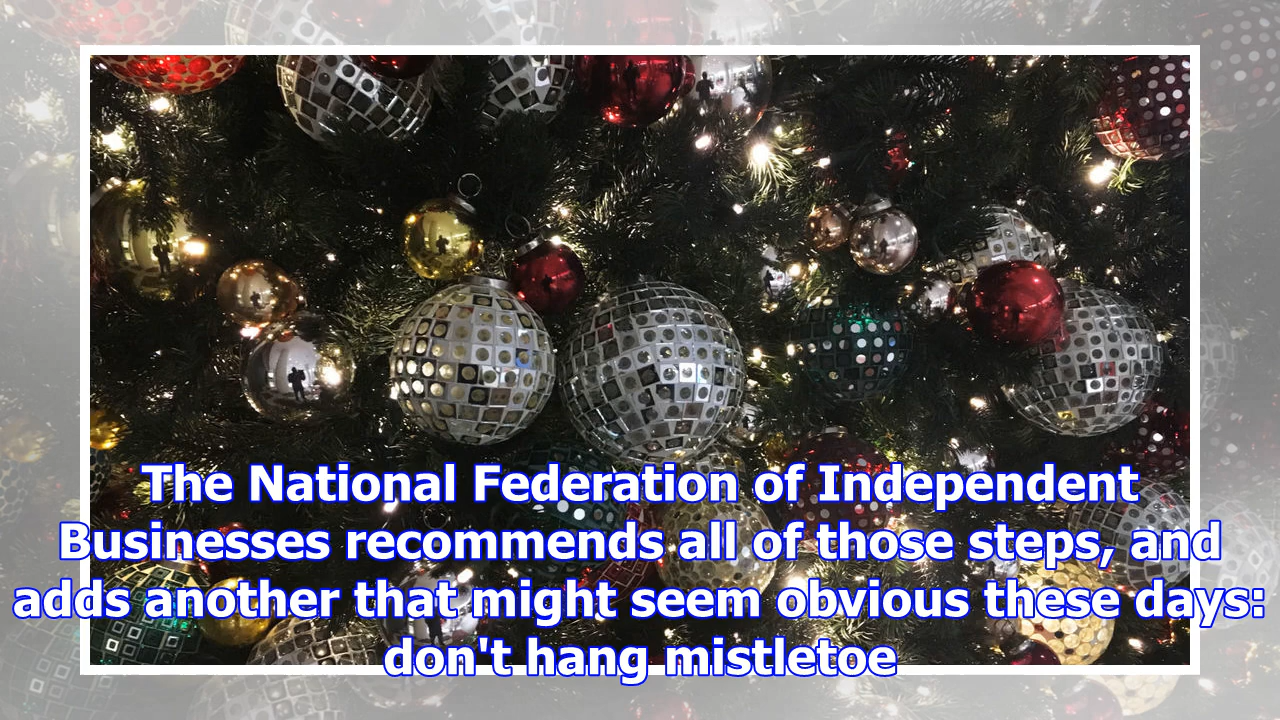 The National Federation of Independent
Businesses recommends all of those steps, and
adds another that might seem obvious these days:
don't hang mistletoe